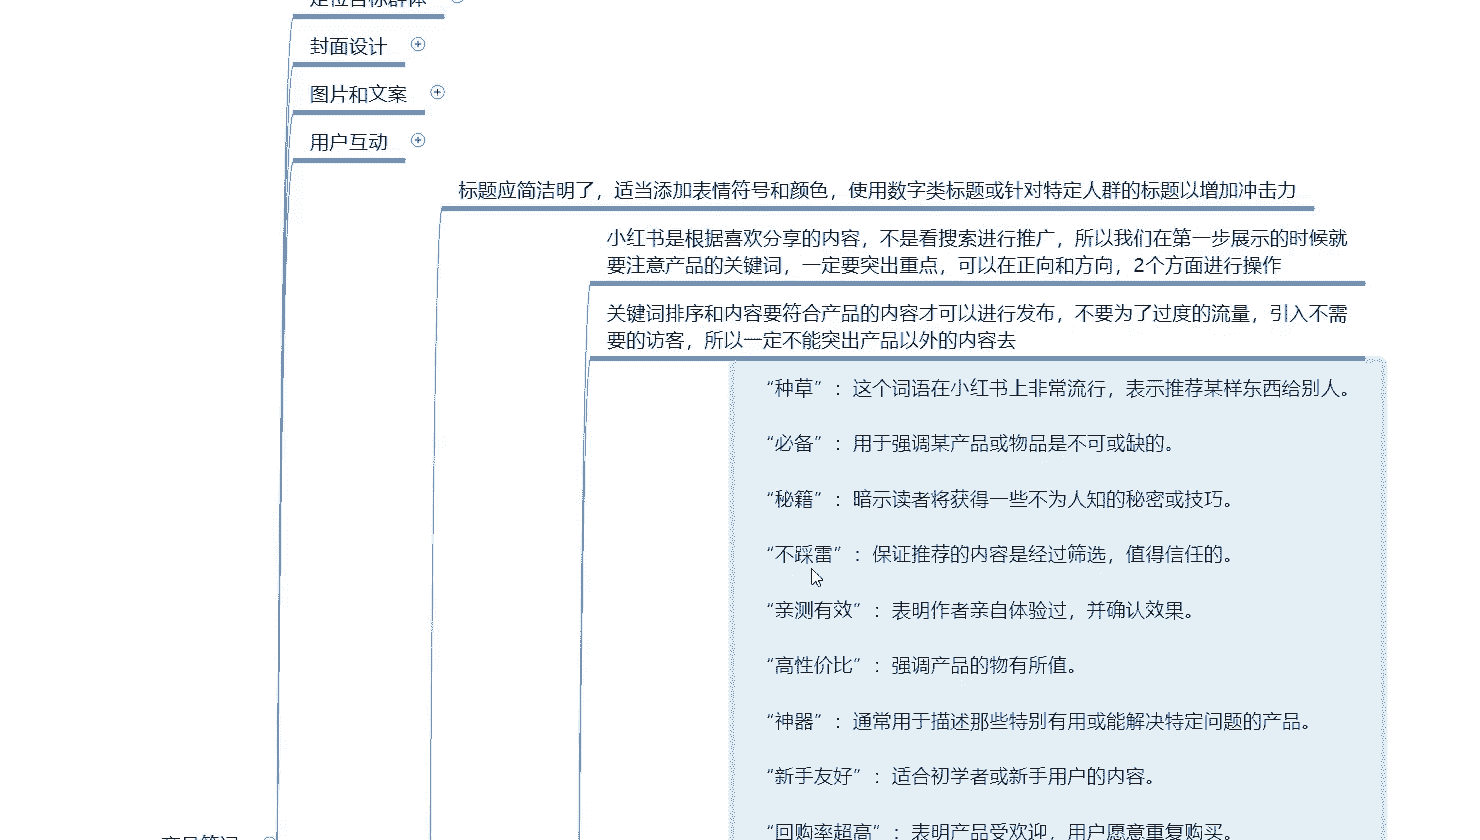 定位目标群体
封面设计
图片和文案
用户互动
标题应简洁明了，适当添加表情符号和颜色，使用数字类标题或针对特定人群的标题以增加冲击力
小红书是根据喜欢分享的内容，不是看搜索进行推广，所以我们在第一步展示的时候就
要注意产品的关键词，一定要突出重点，可以在正向和方向，2个方面进行操作
关键词排序和内容要符合产品的内容才可以进行发布，不要为了过度的流量，引入不需
要的访客，所以一定不能突出产品以外的内容去
“种草”：这个词语在小红书上非常流行，表示推荐某样东西给别人。
“必备”：用于强调某产品或物品是不可或缺的。
“秘籍”：暗示读者将获得一些不为人知的秘密或技巧。
“不踩雷”：保证推荐的内容是经过筛选，值得信任的。
“亲测有效”：表明作者亲自体验过，并确认效果。
“高性价比”：强调产品的物有所值。
“神器”：通常用于描述那些特别有用或能解决特定问题的产品。
“新手友好”：适合初学者或新手用户的内容。
“回购率超高”：表明产品受欢迎，用户愿意重复购买。